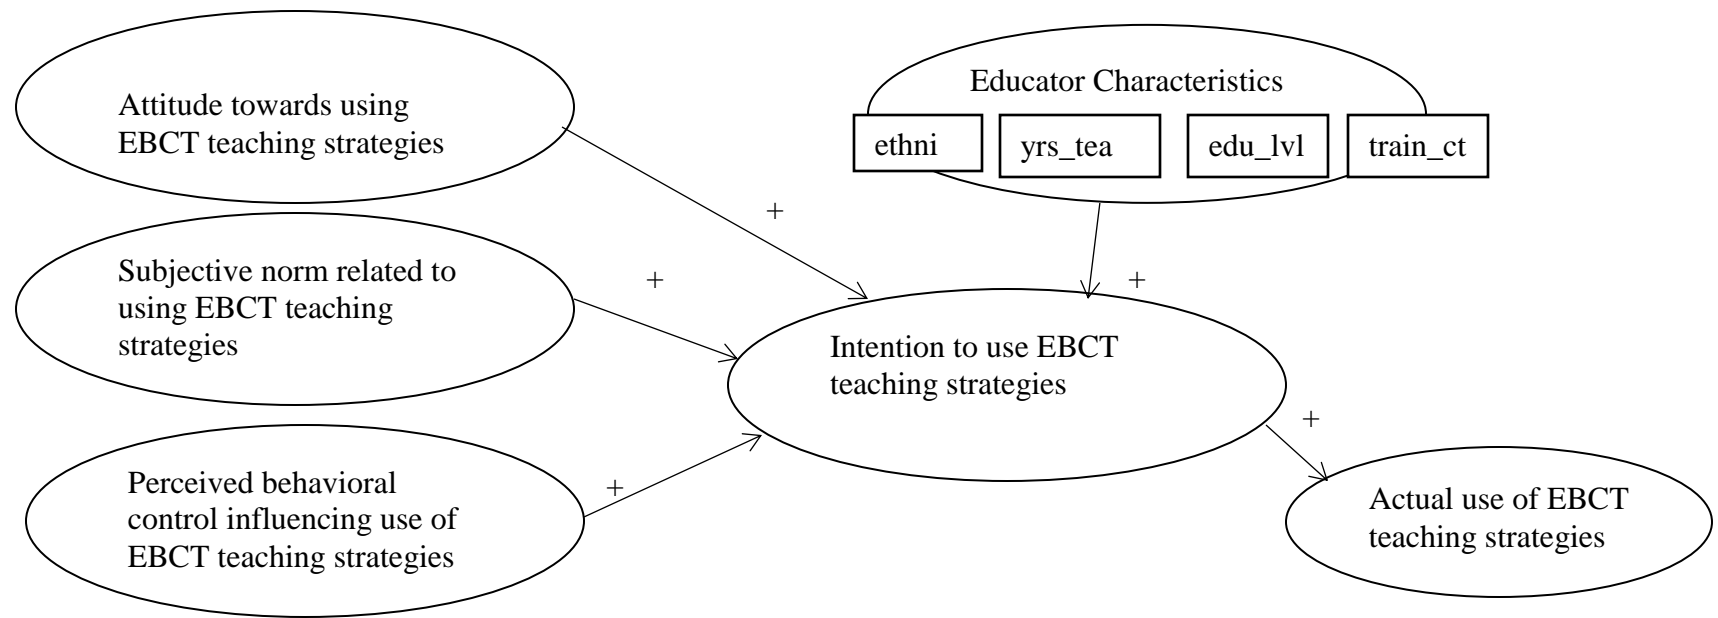 Attitude towards using
EBCT teaching strategies
Educator Characteristics
ethni
yrs_tea
edu_lvl
train_ct
+
Subjective norm related to
using EBCT teaching
strategies
+
+
Intention to use EBCT
teaching strategies
+
Perceived behavioral
control influencing use of
EBCT teaching strategies
+
Actual use of EBCT
teaching strategies